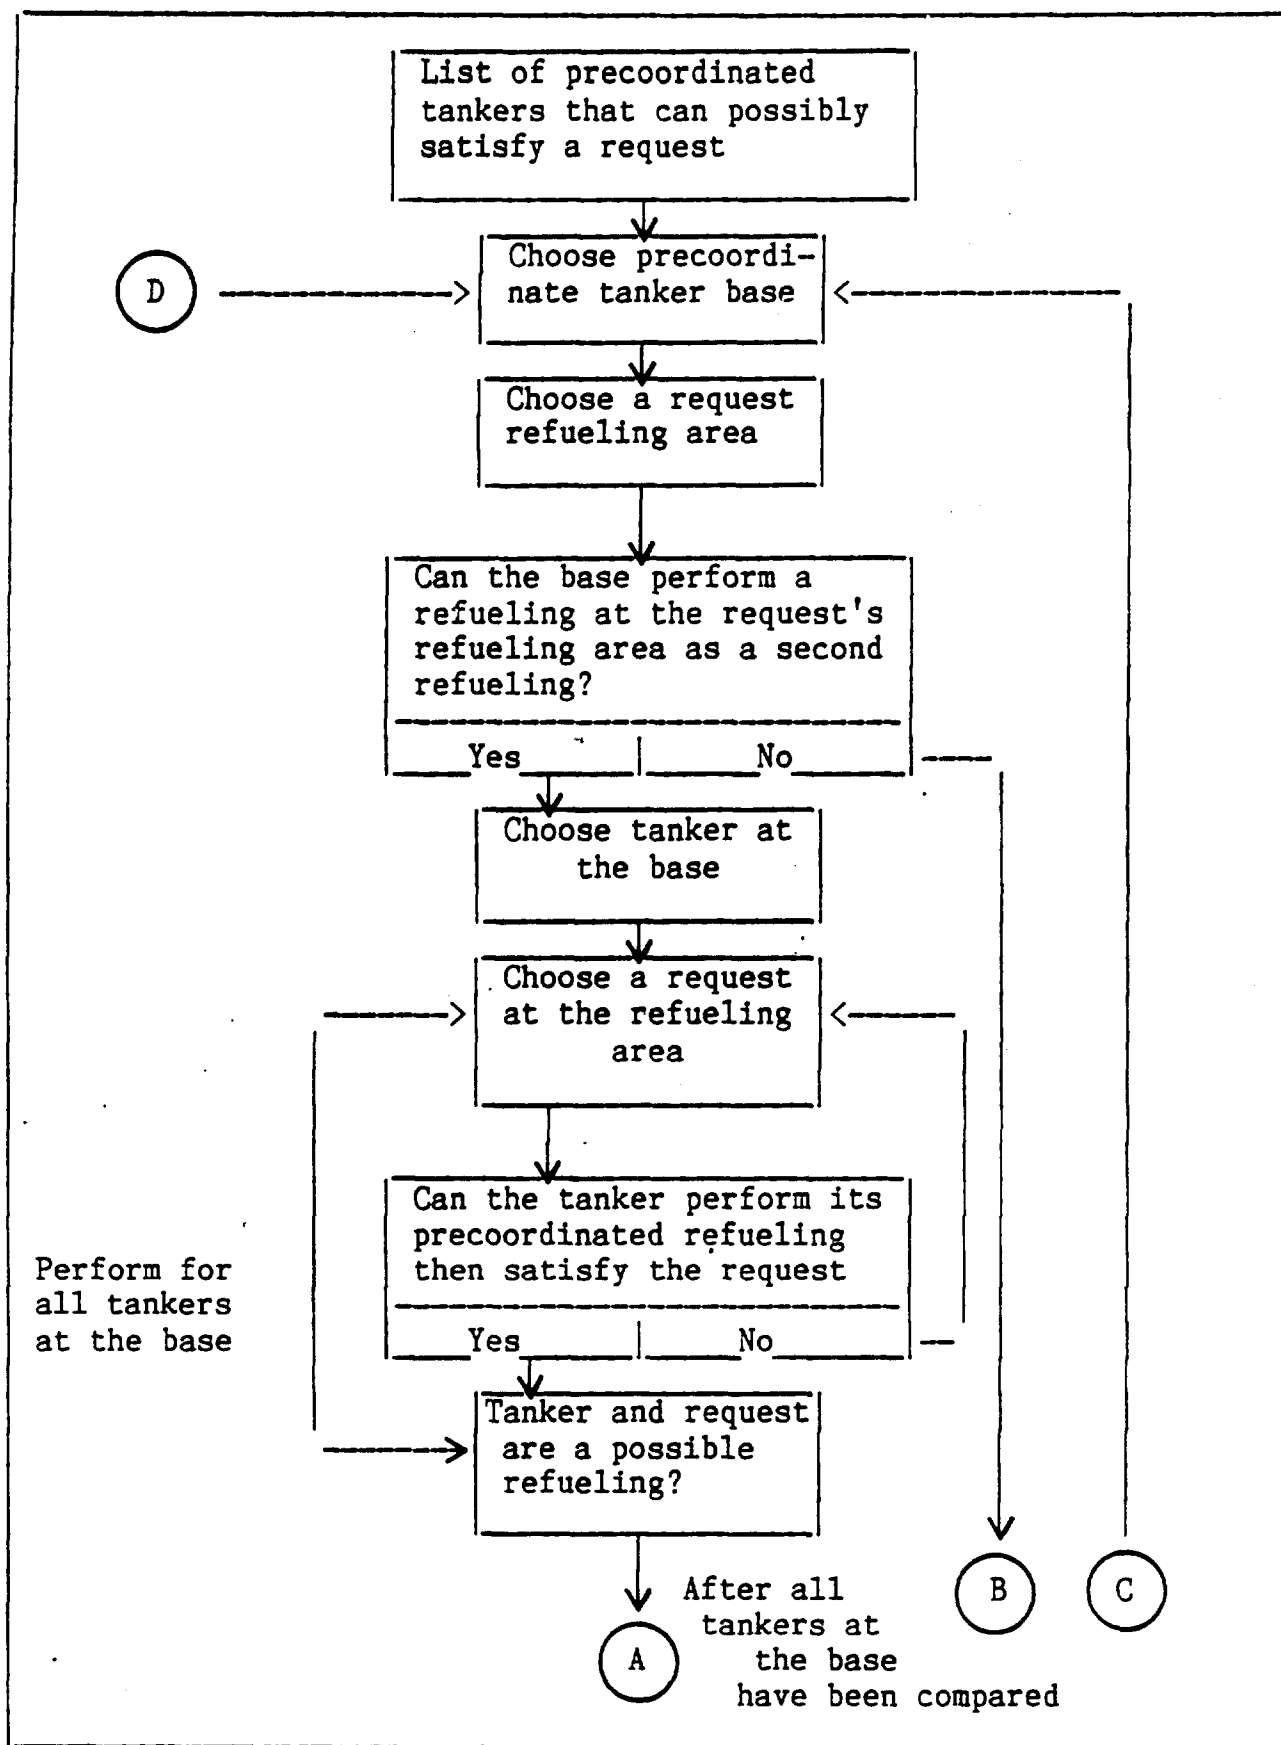 List of precoordinated
tankers that can possibly
satisfy a request
D
Choose precoordi-
nate tanker base
Choose a request
refueling area
Can the base perform a
refueling at the request's
refueling area as a second
refueling?
Yes | No
Choose tanker at
the base
Choose a request
at the refueling
area
Can the tanker perform its
precoordinated refueling
then satisfy the request
Perform for
all tankers
at the base
Yes | No
Tanker and request
are a possible
refueling?
B
C
After all
tankers at
the base
have been compared
A